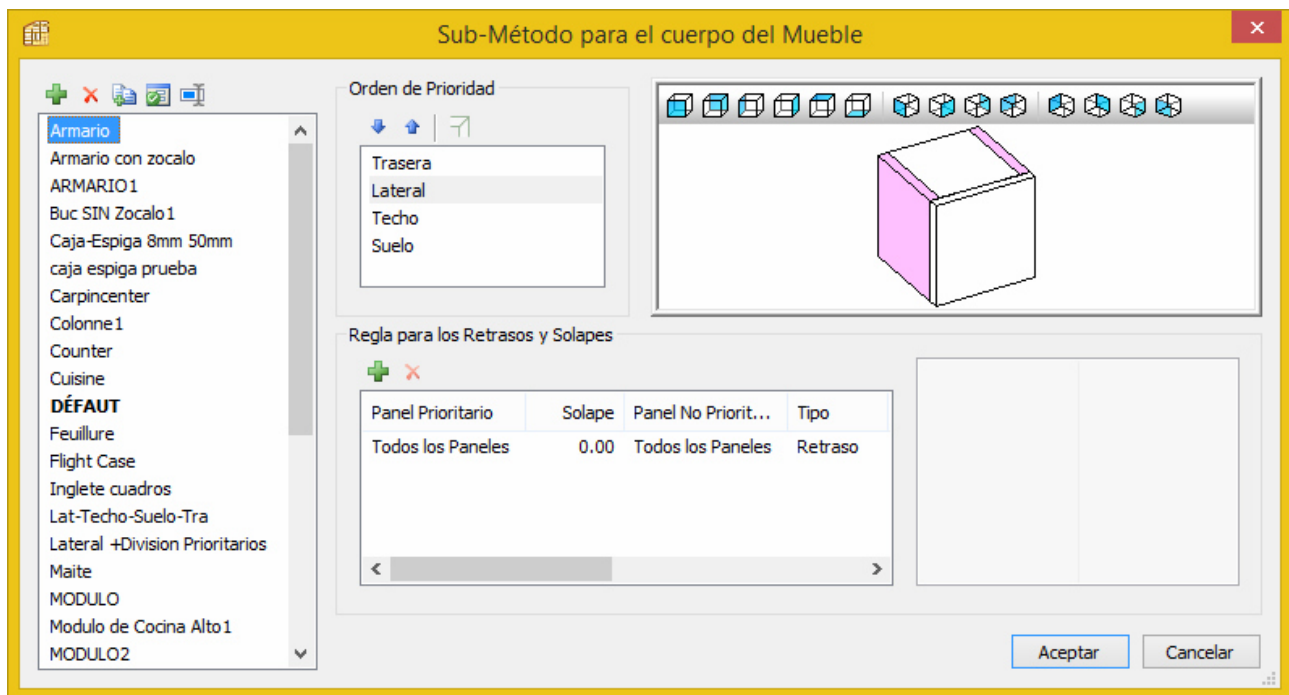 Sub-Método para el cuerpo del Mueble
Armario
Armario con zocalo
ARMARIO1
Buc SIN Zocalo1
Caja-Espiga 8mm 50mm
caja espiga prueba
Carpincenter
Colonne1
Counter
Cuisine
DÉFAUT
Feuillure
Flight Case
Inglete cuadros
Lat-Techo-Suelo-Tra
Lateral +Division Prioritarios
Maite
MODULO
Modulo de Cocina Alto1
MODULO2
Orden de Prioridad
Trasera
Lateral
Techo
Suelo
Regla para los Retrasos y Solapes
Panel Prioritario Solape Panel No Priorit... Tipo
Todos los Paneles 0.00 Todos los Paneles Retraso
Aceptar Cancelar